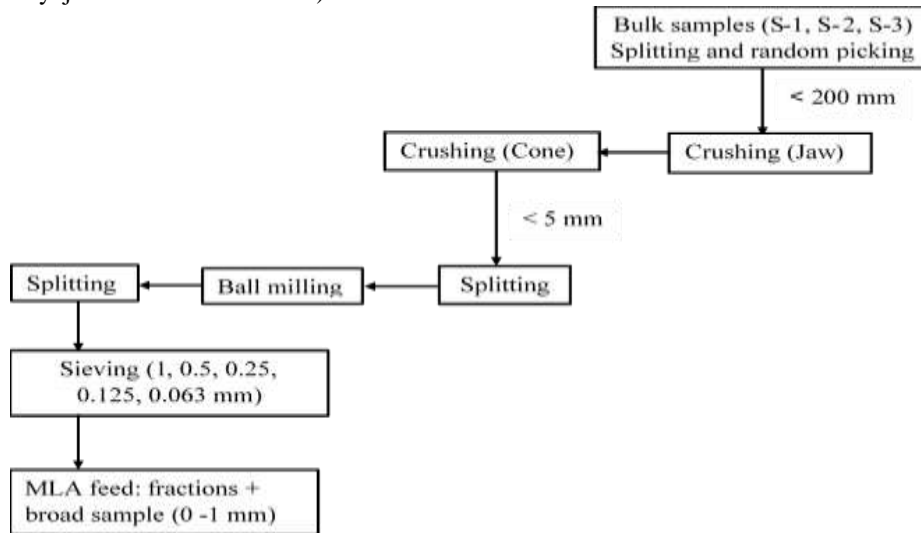 Bulk samples (S-1, S-2, S-3)
Splitting and random picking
< 200 mm
Crushing (Cone)
Crushing (Jaw)
< 5 mm
Splitting
Ball milling
Splitting
Sieving (1, 0.5, 0.25,
0.125, 0.063 mm)
MLA feed: fractions +
broad sample (0 -1 mm)